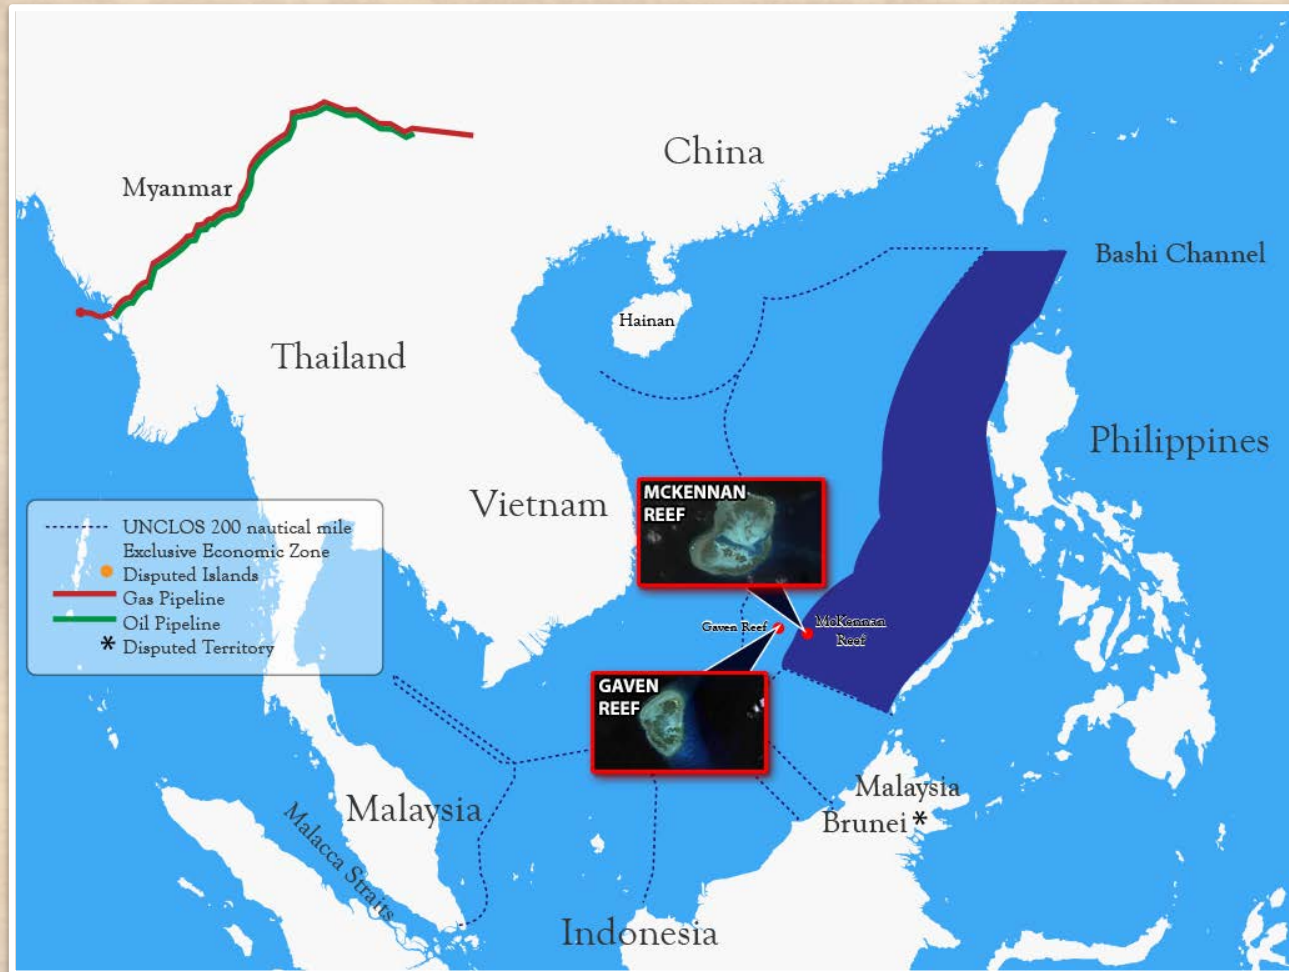 China
Myanmar
Bashi Channel
Hainan
Thailand
Philippines
MCKENNAN
REEF
Vietnam
UNCLOS 200 nautical mile
Exclusive Economic Zone
Disputed Islands
Gas Pipeline
Oil Pipeline
* Disputed Territory
Gaven Reef
McKennan
Reef
GAVEN
REEF
Malaysia
Malaysia
Brunei *
Malacca Straits
Indonesia